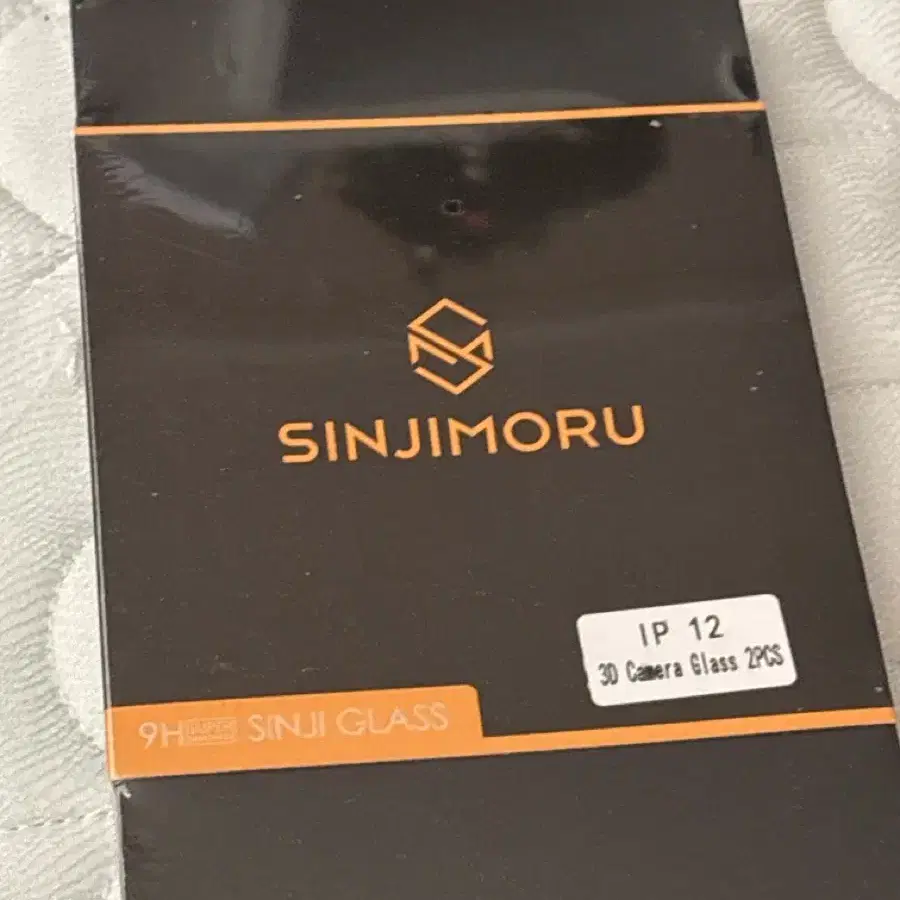 SINJIMORU
IP 12
3D Camera Glass 2PCS
9H SINJI GLASS